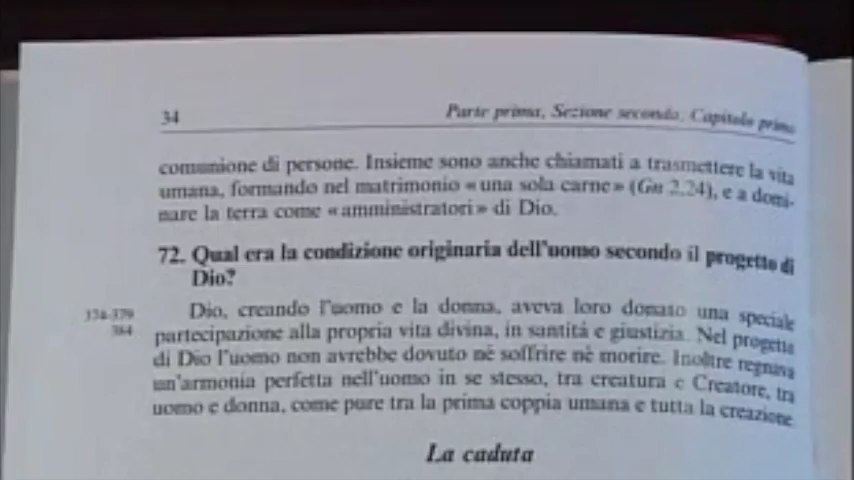 34
Parte prima, Sezione seconda, Capitolo primo
comunione di persone. Insieme sono anche chiamati a trasmettere la vita
umana, formando nel matrimonio «una sola carne» (Gn 2,24), e a domi-
nare la terra come «amministratori» di Dio.
72. Qual era la condizione originaria dell'uomo secondo il progetto di
Dio?
374-379
384
Dio, creando l'uomo e la donna, aveva loro donato una speciale
partecipazione alla propria vita divina, in santità e giustizia. Nel progetto
di Dio l'uomo non avrebbe dovuto né soffrire né morire. Inoltre regnava
un'armonia perfetta nell'uomo in se stesso, tra creatura e Creatore, tra
uomo e donna, come pure tra la prima coppia umana e tutta la creazione.
La caduta